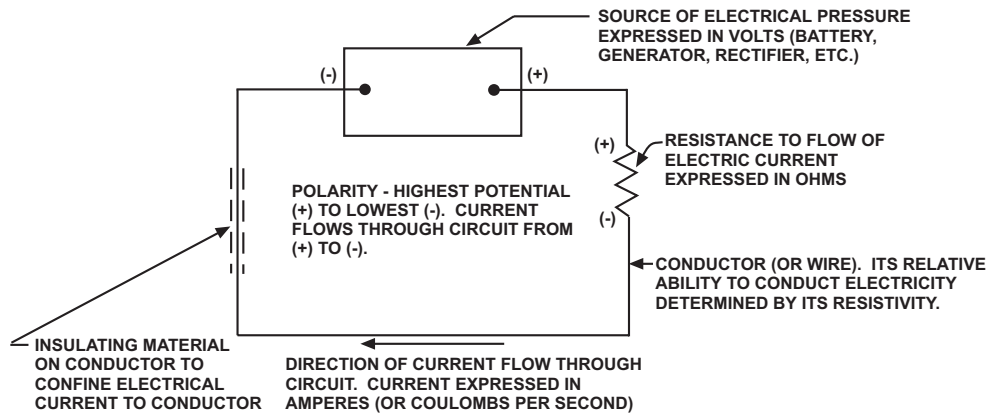 SOURCE OF ELECTRICAL PRESSURE
EXPRESSED IN VOLTS (BATTERY,
GENERATOR, RECTIFIER, ETC.)
(-)
(+)
(+)
RESISTANCE TO FLOW OF
ELECTRIC CURRENT
EXPRESSED IN OHMS
(-)
POLARITY - HIGHEST POTENTIAL
(+) TO LOWEST (-). CURRENT
FLOWS THROUGH CIRCUIT FROM
(+) TO (-).
CONDUCTOR (OR WIRE). ITS RELATIVE
ABILITY TO CONDUCT ELECTRICITY
DETERMINED BY ITS RESISTIVITY.
INSULATING MATERIAL
ON CONDUCTOR TO
CONFINE ELECTRICAL
CURRENT TO CONDUCTOR
DIRECTION OF CURRENT FLOW THROUGH
CIRCUIT. CURRENT EXPRESSED IN
AMPERES (OR COULOMBS PER SECOND)